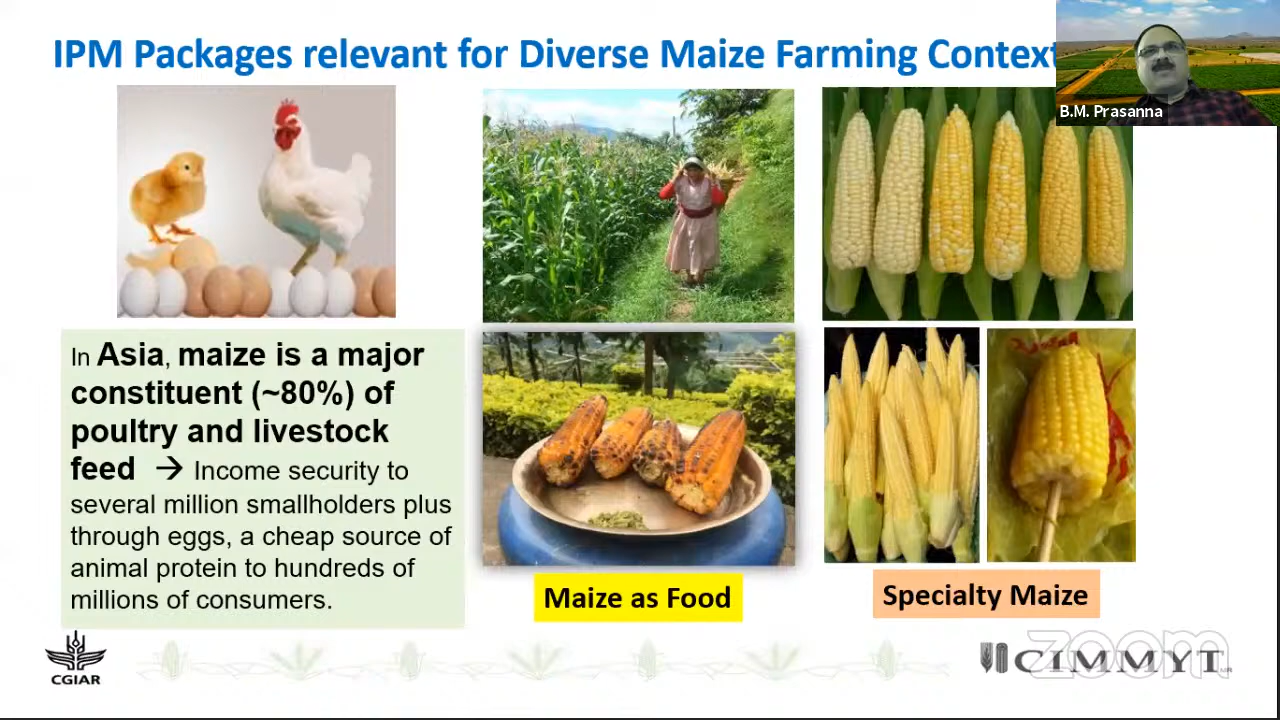 IPM Packages relevant for Diverse Maize Farming Context
B.M. Prasanna
In Asia, maize is a major
constituent (~80%) of
poultry and livestock
feed → Income security to
several million smallholders plus
through eggs, a cheap source of
animal protein to hundreds of
millions of consumers.
Maize as Food
Specialty Maize
CGIAR
CIMMYT
zoom